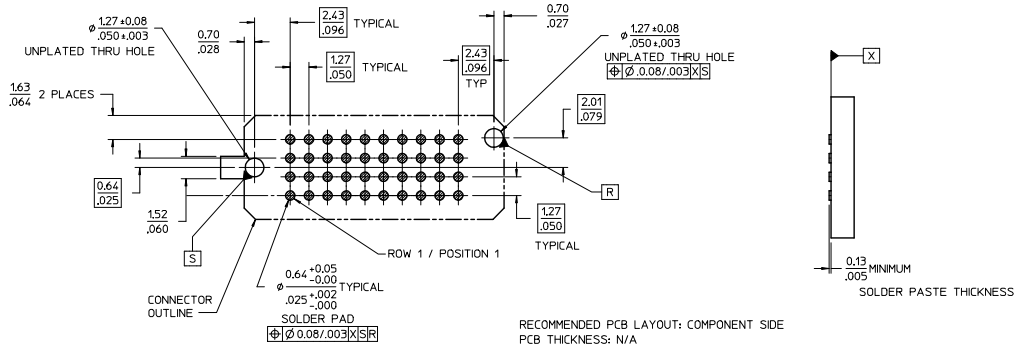 ⌀ 1.27 ±0.08
.050 ±.003
UNPLATED THRU HOLE
0.70
.028
2.43
.096
TYPICAL
1.27
.050
TYPICAL
2.43
.096
TYP
0.70
.027
⌀ 1.27 ±0.08
.050 ±.003
UNPLATED THRU HOLE
⌖ ⌀ 0.08/.003 X S
X
1.63
.064
2 PLACES
2.01
.079
0.64
.025
1.52
.060
R
S
1.27
.050
TYPICAL
ROW 1 / POSITION 1
⌀ 0.64 +0.05
-0.00
.025 +.002
-.000
TYPICAL
SOLDER PAD
⌖ ⌀ 0.08/.003 X S R
CONNECTOR
OUTLINE
0.13
.005
MINIMUM
SOLDER PASTE THICKNESS
RECOMMENDED PCB LAYOUT: COMPONENT SIDE
PCB THICKNESS: N/A